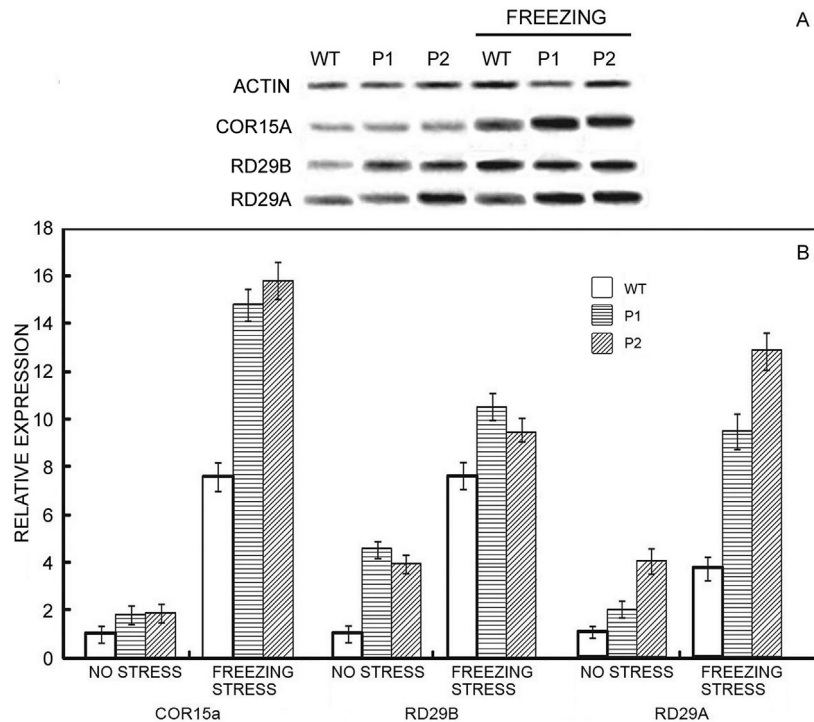 FREEZING
A
WT P1 P2 WT P1 P2
ACTIN
COR15A
RD29B
RD29A
18
B
16
14
12
10
8
6
4
2
0
RELATIVE EXPRESSION
WT
P1
P2
NO STRESS FREEZING STRESS NO STRESS FREEZING STRESS NO STRESS FREEZING STRESS
COR15a RD29B RD29A